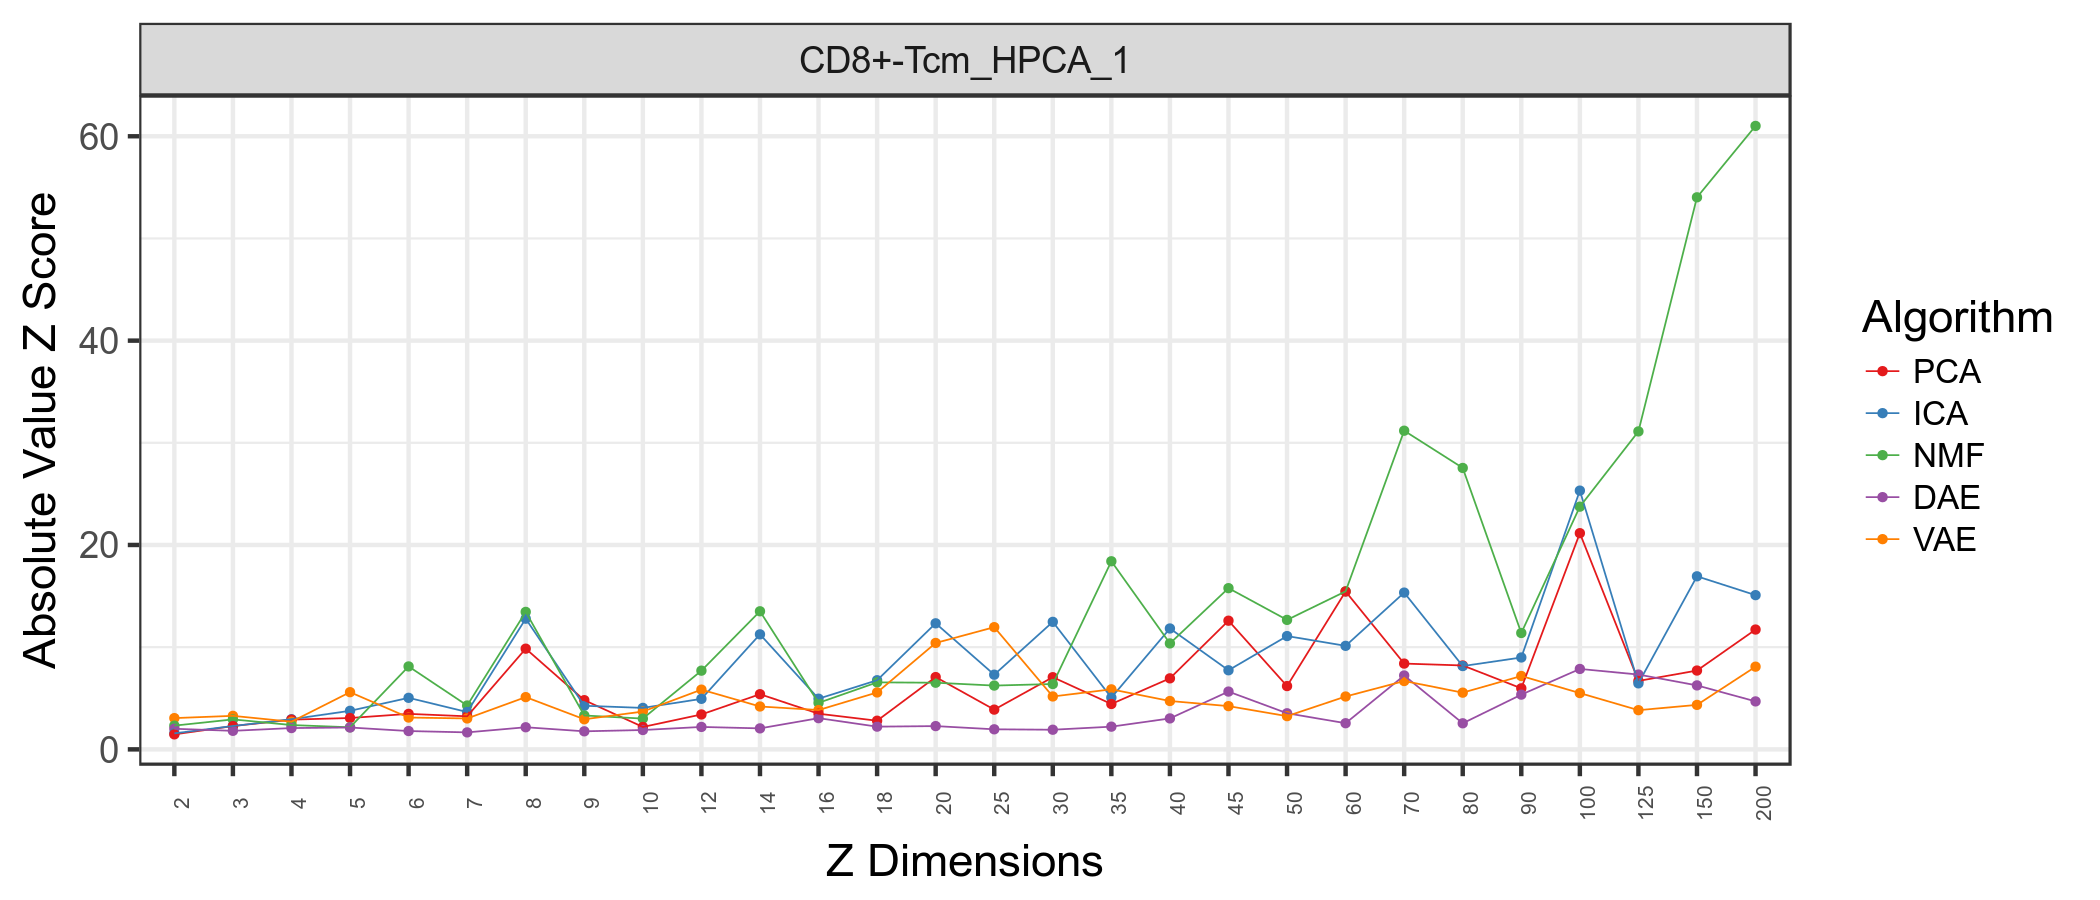 CD8+-Tcm_HPCA_1
Absolute Value Z Score
60
40
20
0
2 3 4 5 6 7 8 9 10 12 14 16 18 20 25 30 35 40 45 50 60 70 80 90 100 125 150 200
Z Dimensions
Algorithm
PCA
ICA
NMF
DAE
VAE